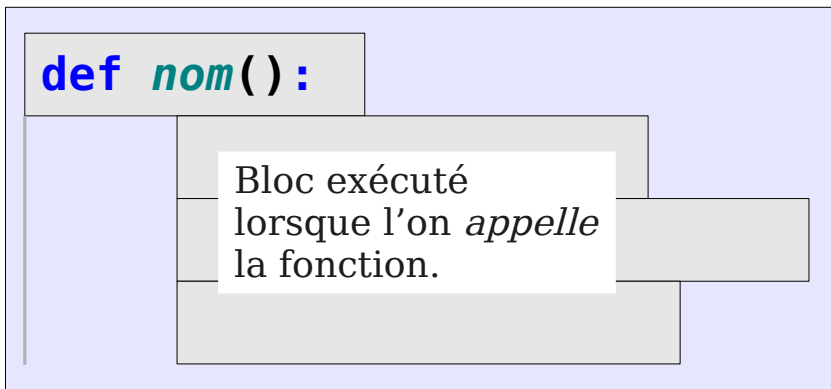 def nom():
Bloc exécuté
lorsque l’on appelle
la fonction.